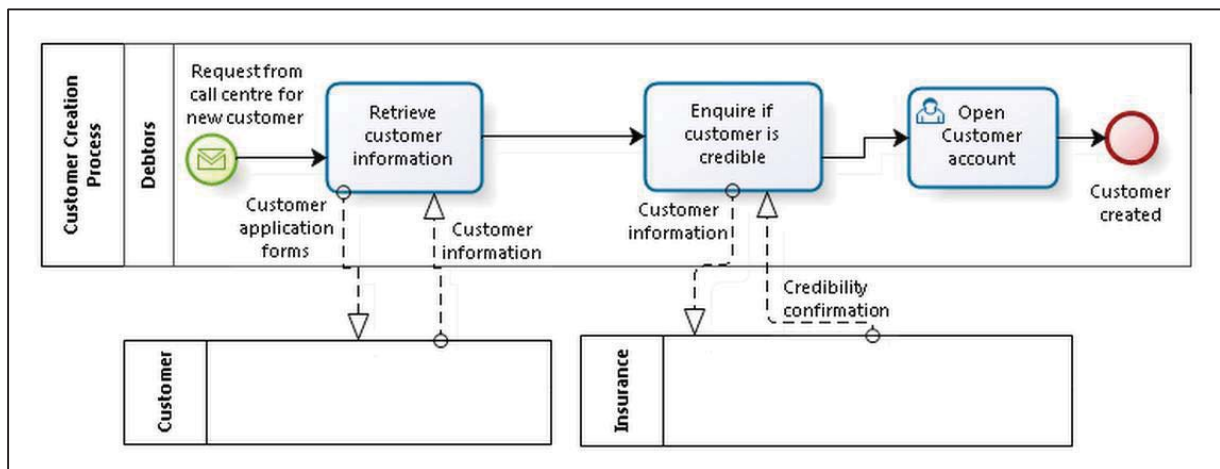 Customer Creation
Process
Debtors
Request from
call centre for
new customer
Retrieve
customer
information
Enquire if
customer is
credible
Open
Customer
account
Customer
created
Customer
application
forms
Customer
information
Customer
information
Credibility
confirmation
Customer
Insurance